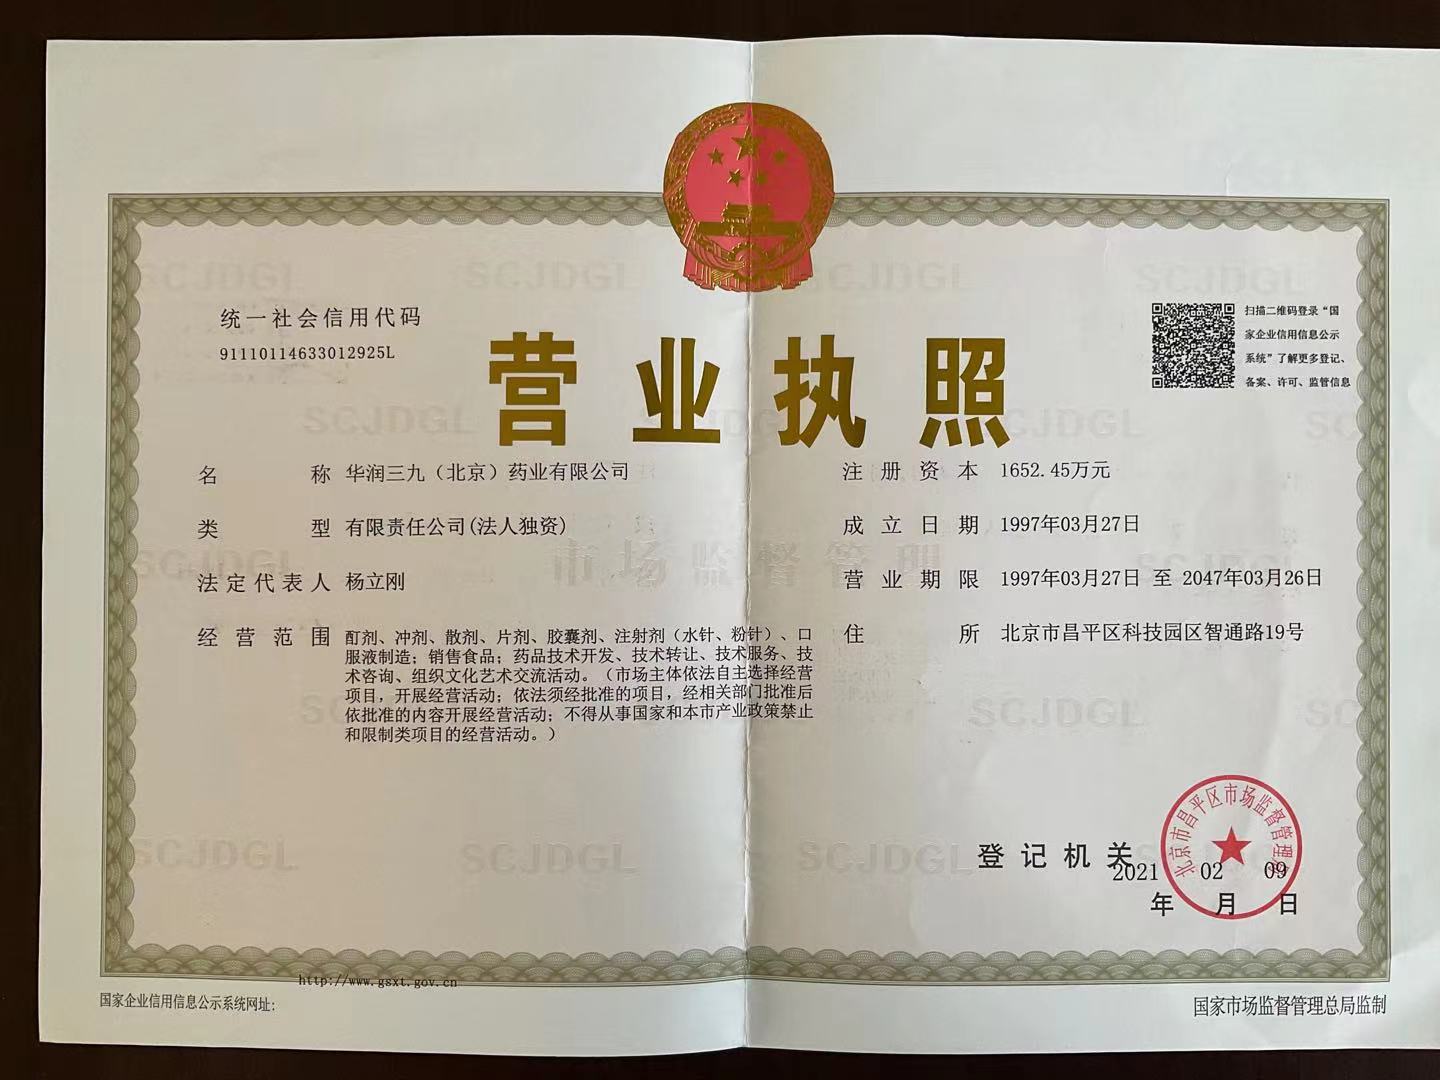 统一社会信用代码
91110114633012925L
营业执照
扫描二维码登录“国
家企业信用信息公示
系统”了解更多登记、
备案、许可、监管信息
名称 华润三九（北京）药业有限公司
类型 有限责任公司(法人独资)
法定代表人 杨立刚
经营范围 酊剂、冲剂、散剂、片剂、胶囊剂、注射剂（水针、粉针）、口
服液制造；销售食品；药品技术开发、技术转让、技术服务、技
术咨询、组织文化艺术交流活动。（市场主体依法自主选择经营
项目，开展经营活动；依法须经批准的项目，经相关部门批准后
依批准的内容开展经营活动；不得从事国家和本市产业政策禁止
和限制类项目的经营活动。）
注册资本 1652.45万元
成立日期 1997年03月27日
营业期限 1997年03月27日 至 2047年03月26日
住所 北京市昌平区科技园区智通路19号
SCJDGL
市场监督管理
登记机关
北京市昌平区市场监督管理局
2021 02 09
年 月 日
http://www.gsxt.gov.cn
国家企业信用信息公示系统网址:
国家市场监督管理总局监制